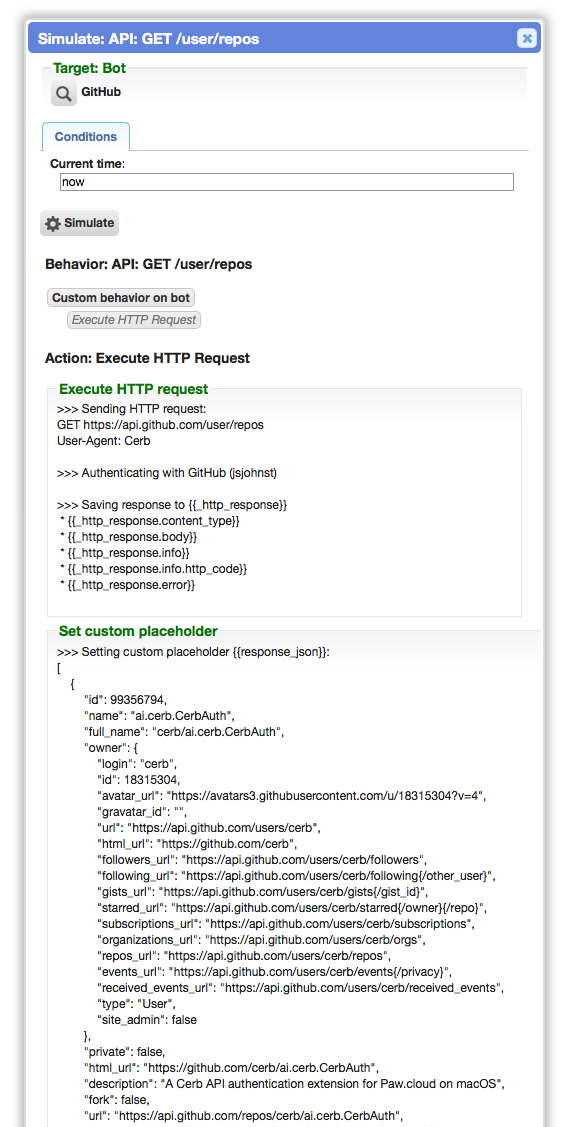 Simulate: API: GET /user/repos
Target: Bot
GitHub
Conditions
Current time:
now
Simulate
Behavior: API: GET /user/repos
Custom behavior on bot
Execute HTTP Request
Action: Execute HTTP Request
Execute HTTP request
>>> Sending HTTP request:
GET https://api.github.com/user/repos
User-Agent: Cerb
>>> Authenticating with GitHub (jsjohnst)
>>> Saving response to {{_http_response}}
* {{_http_response.content_type}}
* {{_http_response.body}}
* {{_http_response.info}}
* {{_http_response.info.http_code}}
* {{_http_response.error}}
Set custom placeholder
>>> Setting custom placeholder {{response_json}}:
[
{
"id": 99356794,
"name": "ai.cerb.CerbAuth",
"full_name": "cerb/ai.cerb.CerbAuth",
"owner": {
"login": "cerb",
"id": 18315304,
"avatar_url": "https://avatars3.githubusercontent.com/u/18315304?v=4",
"gravatar_id": "",
"url": "https://api.github.com/users/cerb",
"html_url": "https://github.com/cerb",
"followers_url": "https://api.github.com/users/cerb/followers",
"following_url": "https://api.github.com/users/cerb/following{/other_user}",
"gists_url": "https://api.github.com/users/cerb/gists{/gist_id}",
"starred_url": "https://api.github.com/users/cerb/starred{/owner}{/repo}",
"subscriptions_url": "https://api.github.com/users/cerb/subscriptions",
"organizations_url": "https://api.github.com/users/cerb/orgs",
"repos_url": "https://api.github.com/users/cerb/repos",
"events_url": "https://api.github.com/users/cerb/events{/privacy}",
"received_events_url": "https://api.github.com/users/cerb/received_events",
"type": "User",
"site_admin": false
},
"private": false,
"html_url": "https://github.com/cerb/ai.cerb.CerbAuth",
"description": "A Cerb API authentication extension for Paw.cloud on macOS",
"fork": false,
"url": "https://api.github.com/repos/cerb/ai.cerb.CerbAuth",